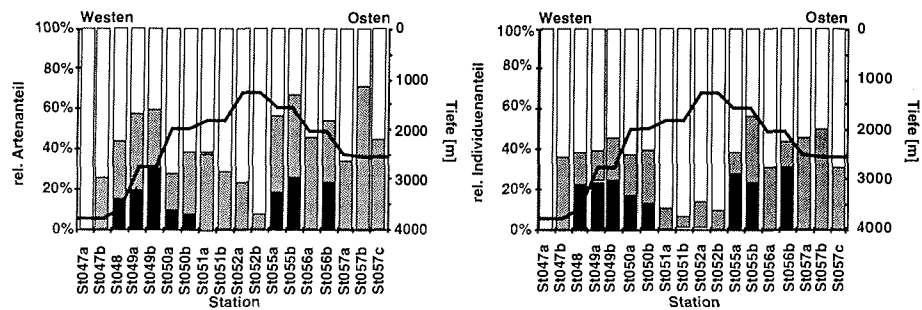 Westen Osten
100%
80%
60%
40%
20%
0%
rel. Artenanteil
0
1000
2000
3000
4000
Tiefe [m]
St047a
St047b
St048
St049a
St049b
St050a
St050b
St051a
St051b
St052a
St052b
St055a
St055b
St056a
St056b
St057a
St057b
St057c
Station
Westen Osten
100%
80%
60%
40%
20%
0%
rel. Individuenanteil
0
1000
2000
3000
4000
Tiefe [m]
St047a
St047b
St048
St049a
St049b
St050a
St050b
St051a
St051b
St052a
St052b
St055a
St055b
St056a
St056b
St057a
St057b
St057c
Station